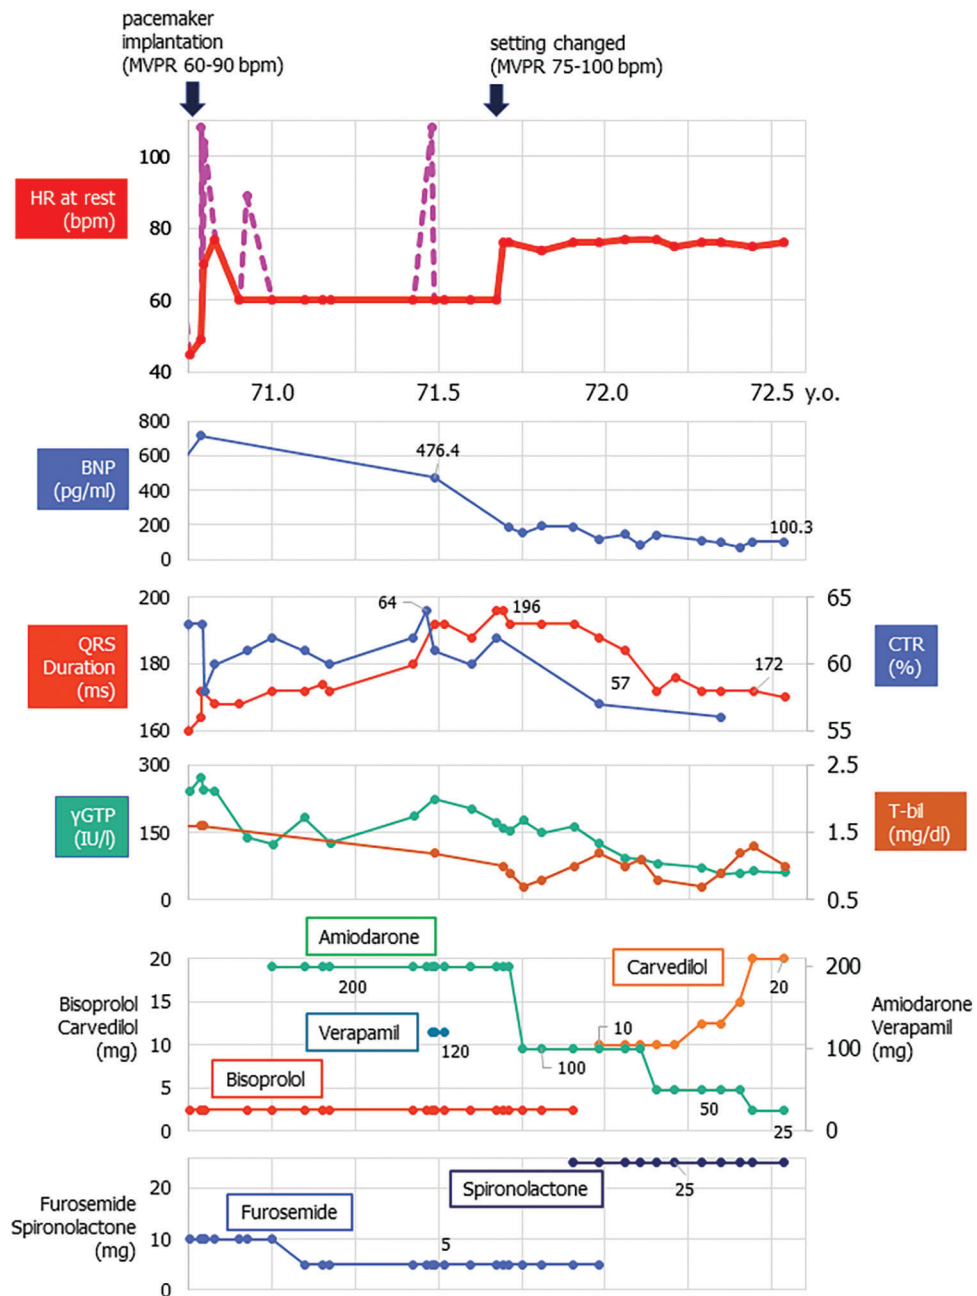 pacemaker
implantation
(MVPR 60-90 bpm)
setting changed
(MVPR 75-100 bpm)
HR at rest
(bpm)
100
80
60
40
71.0 71.5 72.0 72.5 y.o.
BNP
(pg/ml)
800
600
400
200
0
476.4
100.3
QRS
Duration
(ms)
200
180
160
64
196
57
172
65
60
55
CTR
(%)
γGTP
(IU/l)
300
150
0
2.5
1.5
0.5
T-bil
(mg/dl)
Bisoprolol
Carvedilol
(mg)
20
15
10
5
0
Amiodarone
200
Verapamil
120
Bisoprolol
Carvedilol
10
20
100
50
25
200
100
0
Amiodarone
Verapamil
(mg)
Furosemide
Spironolactone
(mg)
20
10
0
Furosemide
5
Spironolactone
25